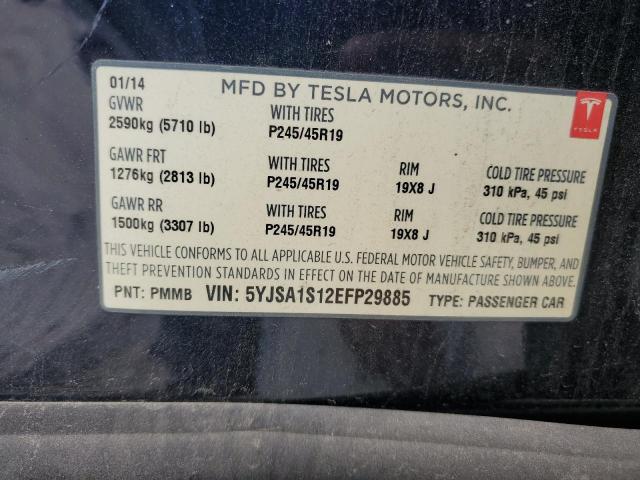 01/14 MFD BY TESLA MOTORS, INC.
GVWR WITH TIRES
2590kg (5710 lb) P245/45R19
TESLA
GAWR FRT WITH TIRES RIM COLD TIRE PRESSURE
1276kg (2813 lb) P245/45R19 19X8 J 310 kPa, 45 psi
GAWR RR WITH TIRES RIM COLD TIRE PRESSURE
1500kg (3307 lb) P245/45R19 19X8 J 310 kPa, 45 psi
THIS VEHICLE CONFORMS TO ALL APPLICABLE U.S. FEDERAL MOTOR VEHICLE SAFETY, BUMPER, AND
THEFT PREVENTION STANDARDS IN EFFECT ON THE DATE OF MANUFACTURE SHOWN ABOVE.
PNT: PMMB VIN: 5YJSA1S12EFP29885 TYPE: PASSENGER CAR